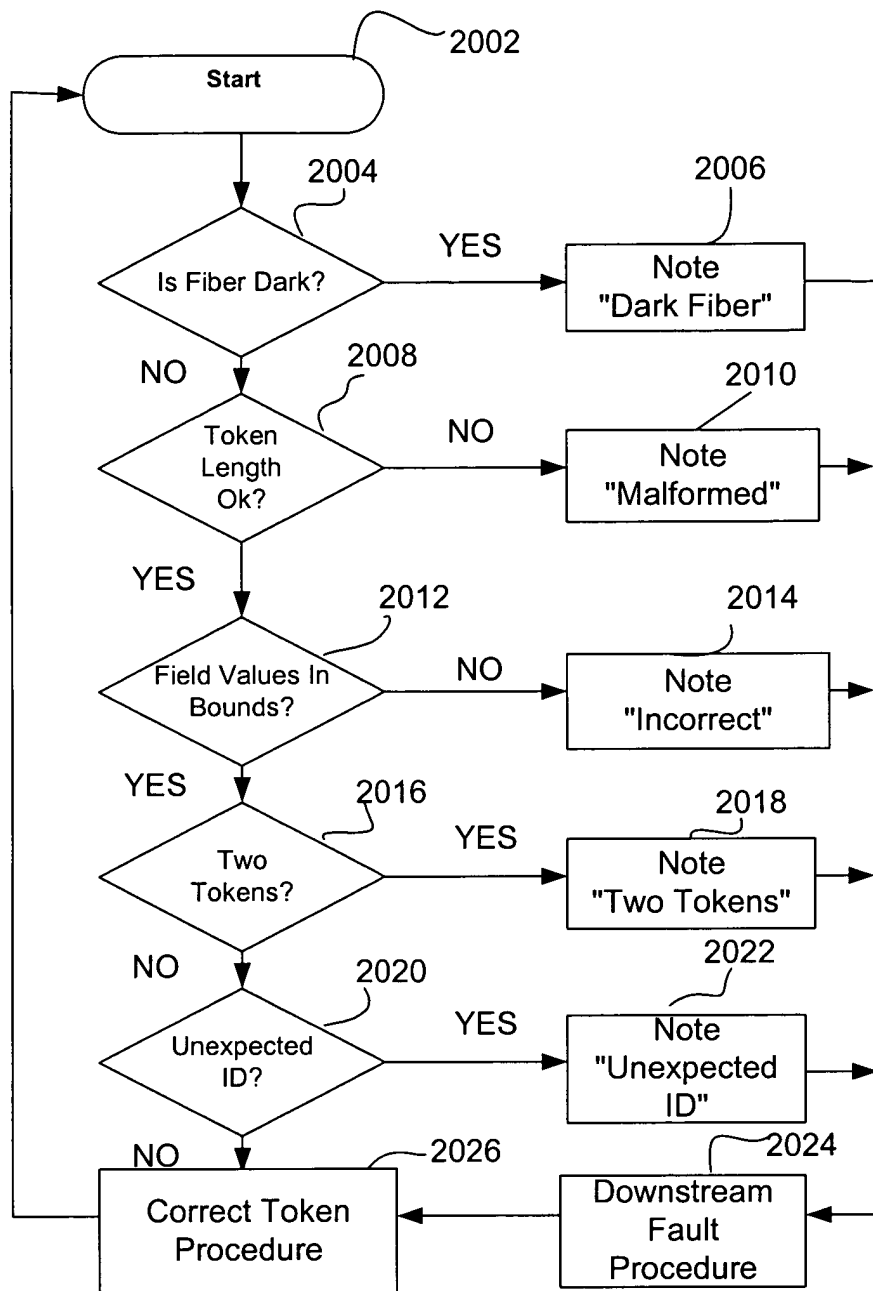 2002
Start
2004
Is Fiber Dark?
YES
2006
Note
"Dark Fiber"
NO
2008
Token
Length
Ok?
NO
2010
Note
"Malformed"
YES
2012
Field Values In
Bounds?
NO
2014
Note
"Incorrect"
YES
2016
Two
Tokens?
YES
2018
Note
"Two Tokens"
NO
2020
Unexpected
ID?
YES
2022
Note
"Unexpected
ID"
NO
2026
Correct Token
Procedure
2024
Downstream
Fault
Procedure